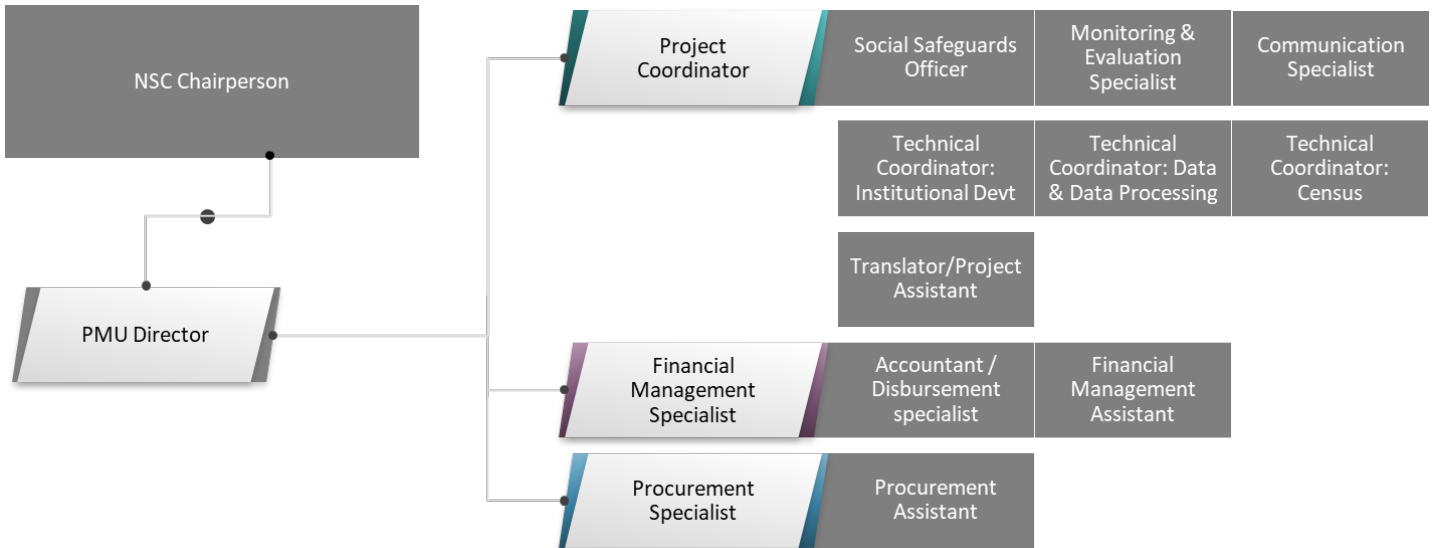 NSC Chairperson
PMU Director
Project
Coordinator
Social Safeguards
Officer
Monitoring &
Evaluation
Specialist
Communication
Specialist
Technical
Coordinator:
Institutional Devt
Technical
Coordinator: Data
& Data Processing
Technical
Coordinator:
Census
Translator/Project
Assistant
Financial
Management
Specialist
Accountant /
Disbursement
specialist
Financial
Management
Assistant
Procurement
Specialist
Procurement
Assistant